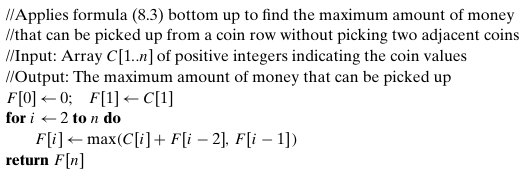 //Applies formula (8.3) bottom up to find the maximum amount of money
//that can be picked up from a coin row without picking two adjacent coins
//Input: Array C[1..n] of positive integers indicating the coin values
//Output: The maximum amount of money that can be picked up
F[0] ← 0; F[1] ← C[1]
for i ← 2 to n do
F[i] ← max(C[i] + F[i − 2], F[i − 1])
return F[n]